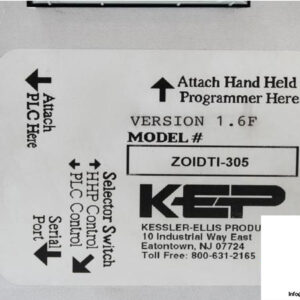 Attach Hand Held
Programmer Here
VERSION 1.6F
MODEL #
ZOIDTI-305
KEP
KESSLER-ELLIS PRODU
10 Industrial Way East
Eatontown, NJ 07724
Toll Free: 800-631-2165
Attach
PLC Here
Selector Switch
HHP Control
PLC Control
Serial
Port